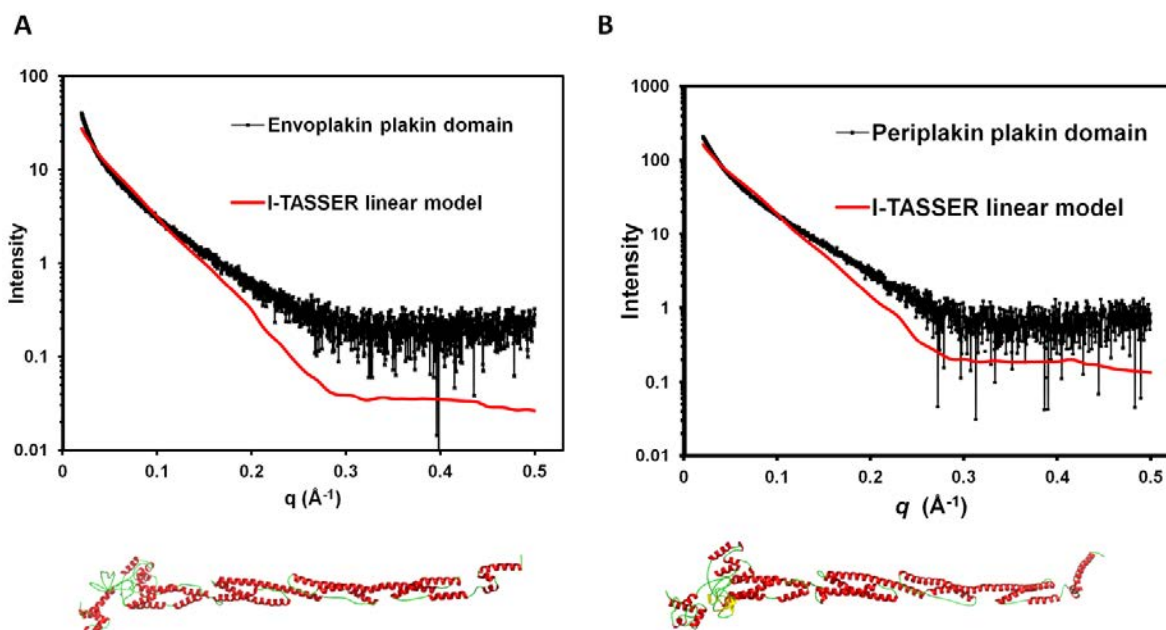 A
100
10
1
0.1
0.01
Intensity
Envoplakin plakin domain
I-TASSER linear model
0
0.1
0.2
0.3
0.4
0.5
q (Å-1)
B
1000
100
10
1
0.1
0.01
Intensity
Periplakin plakin domain
I-TASSER linear model
0
0.1
0.2
0.3
0.4
0.5
q (Å-1)